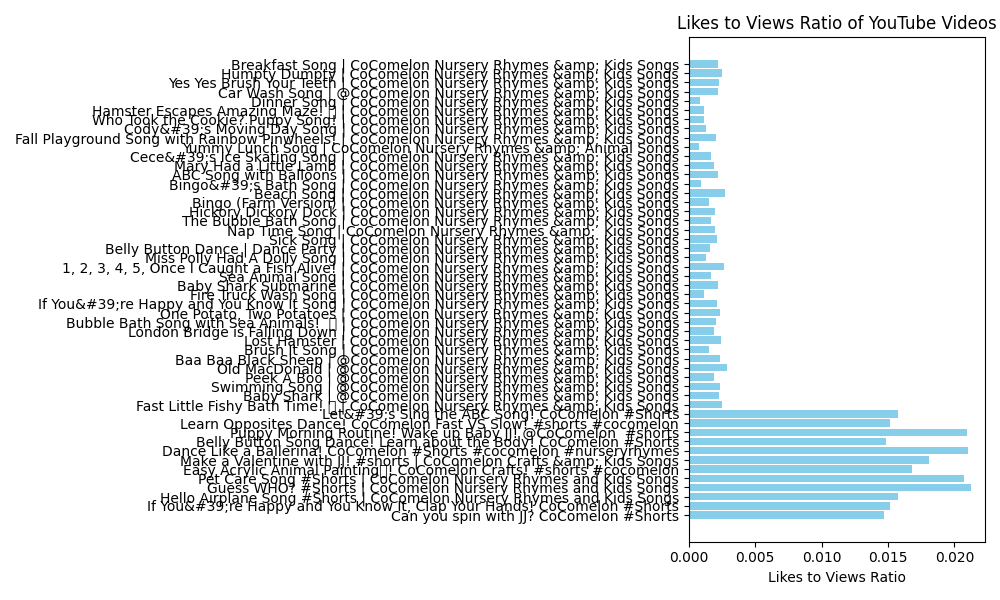 Likes to Views Ratio of YouTube Videos
Breakfast Song | CoComelon Nursery Rhymes &amp; Kids Songs
Humpty Dumpty | CoComelon Nursery Rhymes &amp; Kids Songs
Yes Yes Brush Your Teeth | CoComelon Nursery Rhymes &amp; Kids Songs
Car Wash Song | @CoComelon Nursery Rhymes &amp; Kids Songs
Dinner Song | CoComelon Nursery Rhymes &amp; Kids Songs
Hamster Escapes Amazing Maze! | CoComelon Nursery Rhymes &amp; Kids Songs
Who Took the Cookie? Puppy Song! | CoComelon Nursery Rhymes &amp; Kids Songs
Cody&#39;s Moving Day Song | CoComelon Nursery Rhymes &amp; Kids Songs
Fall Playground Song with Rainbow Pinwheels! | CoComelon Nursery Rhymes &amp; Kids Songs
Yummy Lunch Song | CoComelon Nursery Rhymes &amp; Animal Songs
Cece&#39;s Ice Skating Song | CoComelon Nursery Rhymes &amp; Kids Songs
Mary Had a Little Lamb | CoComelon Nursery Rhymes &amp; Kids Songs
ABC Song with Balloons | CoComelon Nursery Rhymes &amp; Kids Songs
Bingo&#39;s Bath Song | CoComelon Nursery Rhymes &amp; Kids Songs
Beach Song | CoComelon Nursery Rhymes &amp; Kids Songs
Bingo (Farm Version) | CoComelon Nursery Rhymes &amp; Kids Songs
Hickory Dickory Dock | CoComelon Nursery Rhymes &amp; Kids Songs
The Bubble Bath Song | CoComelon Nursery Rhymes &amp; Kids Songs
Nap Time Song | CoComelon Nursery Rhymes &amp; Kids Songs
Sick Song | CoComelon Nursery Rhymes &amp; Kids Songs
Belly Button Dance | Dance Party | CoComelon Nursery Rhymes &amp; Kids Songs
Miss Polly Had A Dolly Song | CoComelon Nursery Rhymes &amp; Kids Songs
1, 2, 3, 4, 5, Once I Caught a Fish Alive! | CoComelon Nursery Rhymes &amp; Kids Songs
Sea Animal Song | CoComelon Nursery Rhymes &amp; Kids Songs
Baby Shark Submarine | CoComelon Nursery Rhymes &amp; Kids Songs
Fire Truck Wash Song | CoComelon Nursery Rhymes &amp; Kids Songs
If You&#39;re Happy and You Know It Song | CoComelon Nursery Rhymes &amp; Kids Songs
One Potato, Two Potatoes | CoComelon Nursery Rhymes &amp; Kids Songs
Bubble Bath Song with Sea Animals! | CoComelon Nursery Rhymes &amp; Kids Songs
London Bridge is Falling Down | CoComelon Nursery Rhymes &amp; Kids Songs
Lost Hamster | CoComelon Nursery Rhymes &amp; Kids Songs
Brush It Song | CoComelon Nursery Rhymes &amp; Kids Songs
Baa Baa Black Sheep | @CoComelon Nursery Rhymes &amp; Kids Songs
Old MacDonald | @CoComelon Nursery Rhymes &amp; Kids Songs
Peek A Boo | @CoComelon Nursery Rhymes &amp; Kids Songs
Swimming Song | @CoComelon Nursery Rhymes &amp; Kids Songs
Baby Shark | @CoComelon Nursery Rhymes &amp; Kids Songs
Fast Little Fishy Bath Time! | CoComelon Nursery Rhymes &amp; Kids Songs
Let&#39;s Sing the ABC Song! CoComelon #Shorts
Learn Opposites Dance! CoComelon Fast VS Slow! #shorts #cocomelon
Puppy Morning Routine! Wake up Baby JJ! @CoComelon #shorts
Belly Button Song Dance! Learn about the Body! CoComelon #Shorts
Dance Like a Ballerina! CoComelon #Shorts #cocomelon #nurseryrhymes
Make a Valentine with JJ! #shorts | CoComelon Crafts &amp; Kids Songs
Easy Acrylic Animal Painting | CoComelon Crafts! #shorts #cocomelon
Pet Care Song #Shorts | CoComelon Nursery Rhymes and Kids Songs
Guess WHO? #Shorts | CoComelon Nursery Rhymes and Kids Song
Hello Airplane Song #Shorts | CoComelon Nursery Rhymes and Kids Songs
If You&#39;re Happy and You Know It, Clap Your Hands! CoComelon #Shorts
Can you spin with JJ? CoComelon #Shorts
0.000 0.005 0.010 0.015 0.020
Likes to Views Ratio